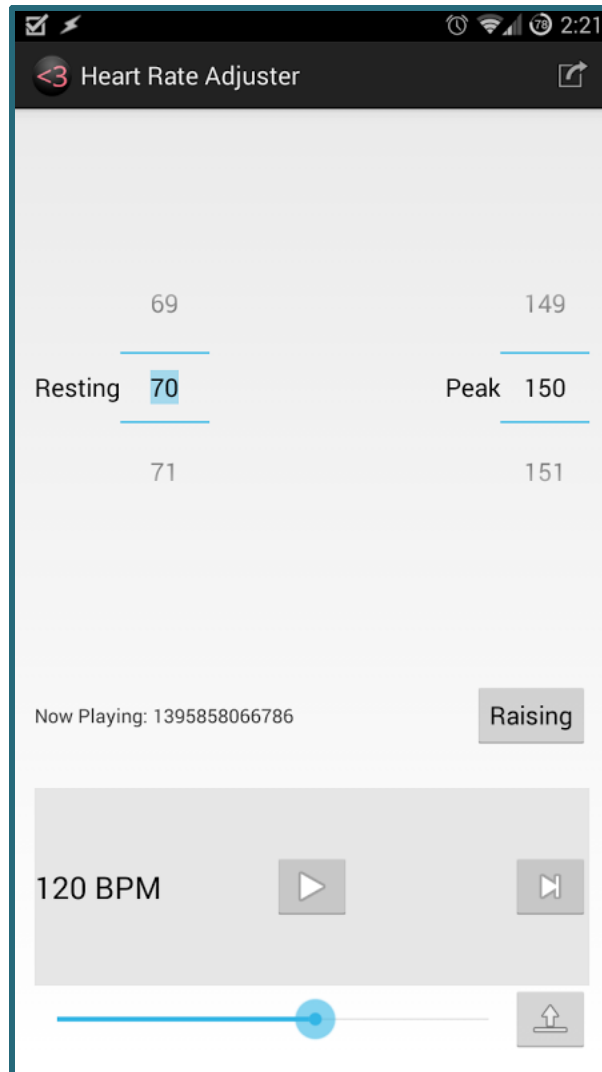 78 2:21
<3 Heart Rate Adjuster
69 149
Resting 70 Peak 150
71 151
Now Playing: 1395858066786 Raising
120 BPM